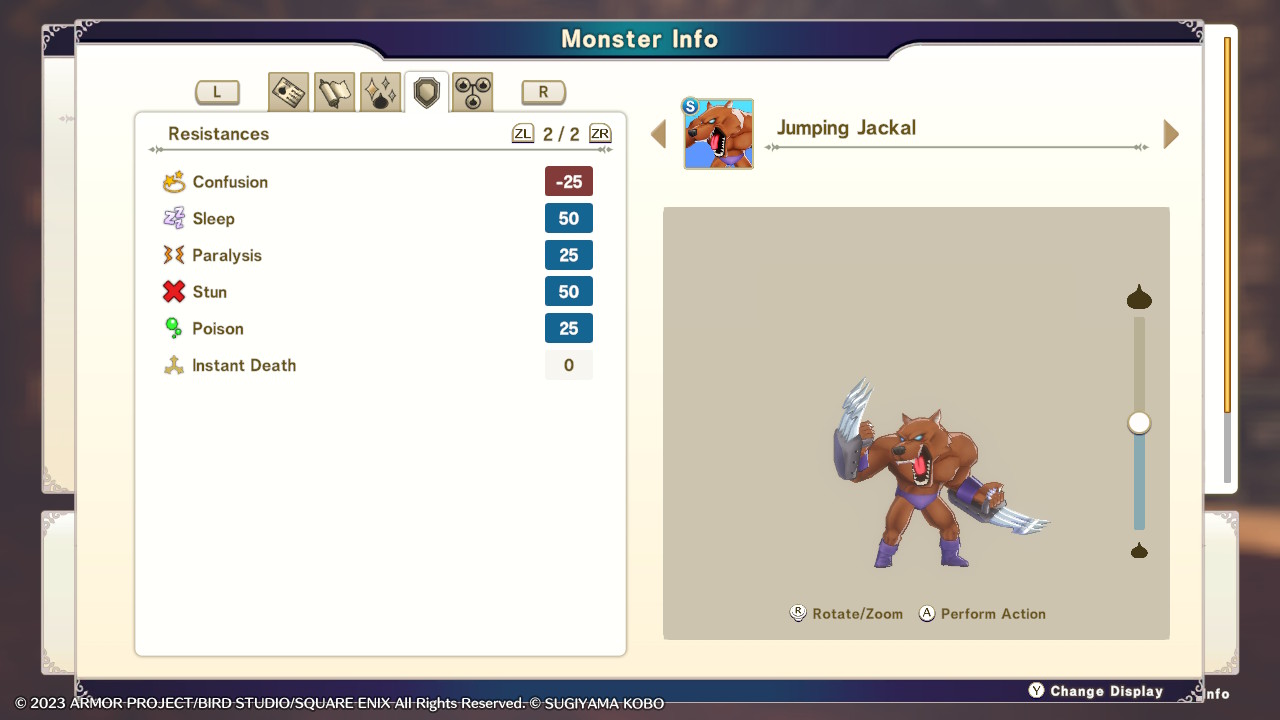 Monster Info
L
R
Resistances
ZL 2 / 2 ZR
Confusion -25
Sleep 50
Paralysis 25
Stun 50
Poison 25
Instant Death 0
S
Jumping Jackal
R Rotate/Zoom A Perform Action
Y Change Display
nfo
© 2023 ARMOR PROJECT/BIRD STUDIO/SQUARE ENIX All Rights Reserved. © SUGIYAMA KOBO